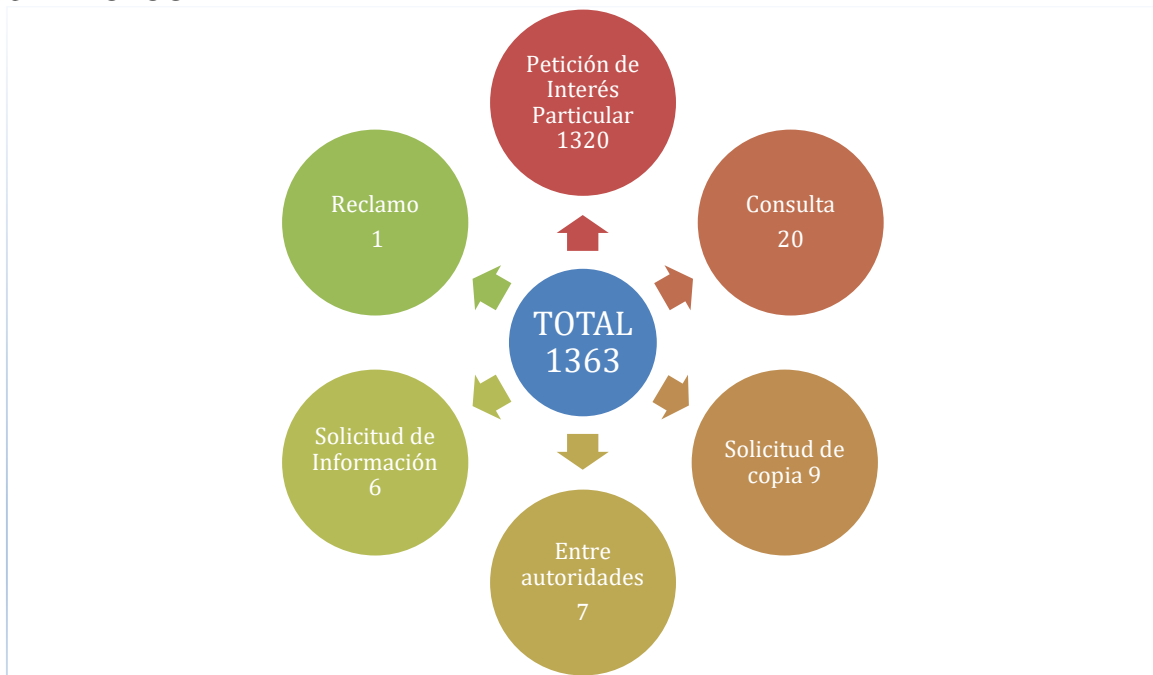 Petición de
Interés
Particular
1320
Reclamo
1
Consulta
20
TOTAL
1363
Solicitud de
Información
6
Solicitud de
copia 9
Entre
autoridades
7